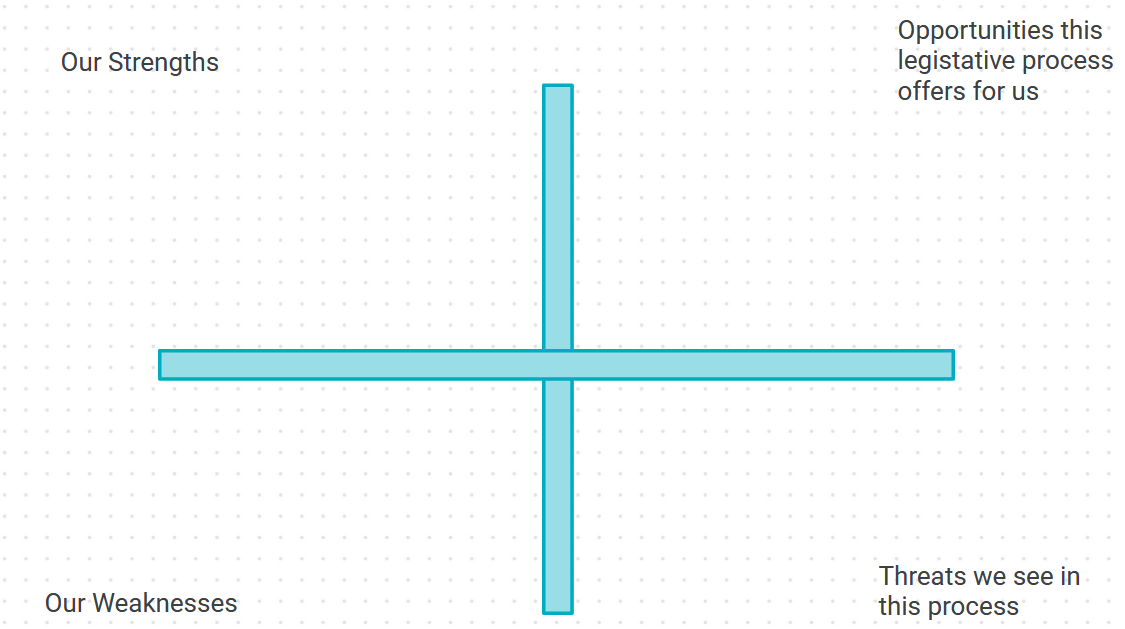 Our Strengths
Opportunities this
legistative process
offers for us
Our Weaknesses
Threats we see in
this process